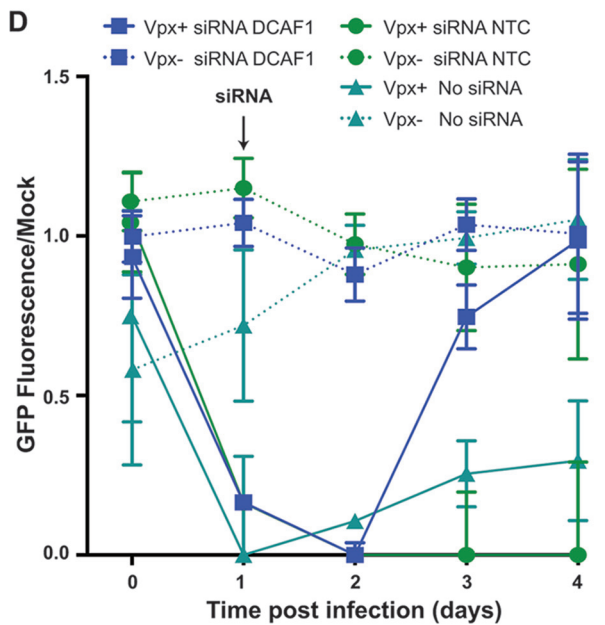 D
Vpx+ siRNA DCAF1
Vpx- siRNA DCAF1
Vpx+ siRNA NTC
Vpx- siRNA NTC
Vpx+ No siRNA
Vpx- No siRNA
siRNA
GFP Fluorescence/Mock
1.5
1.0
0.5
0.0
0 1 2 3 4
Time post infection (days)